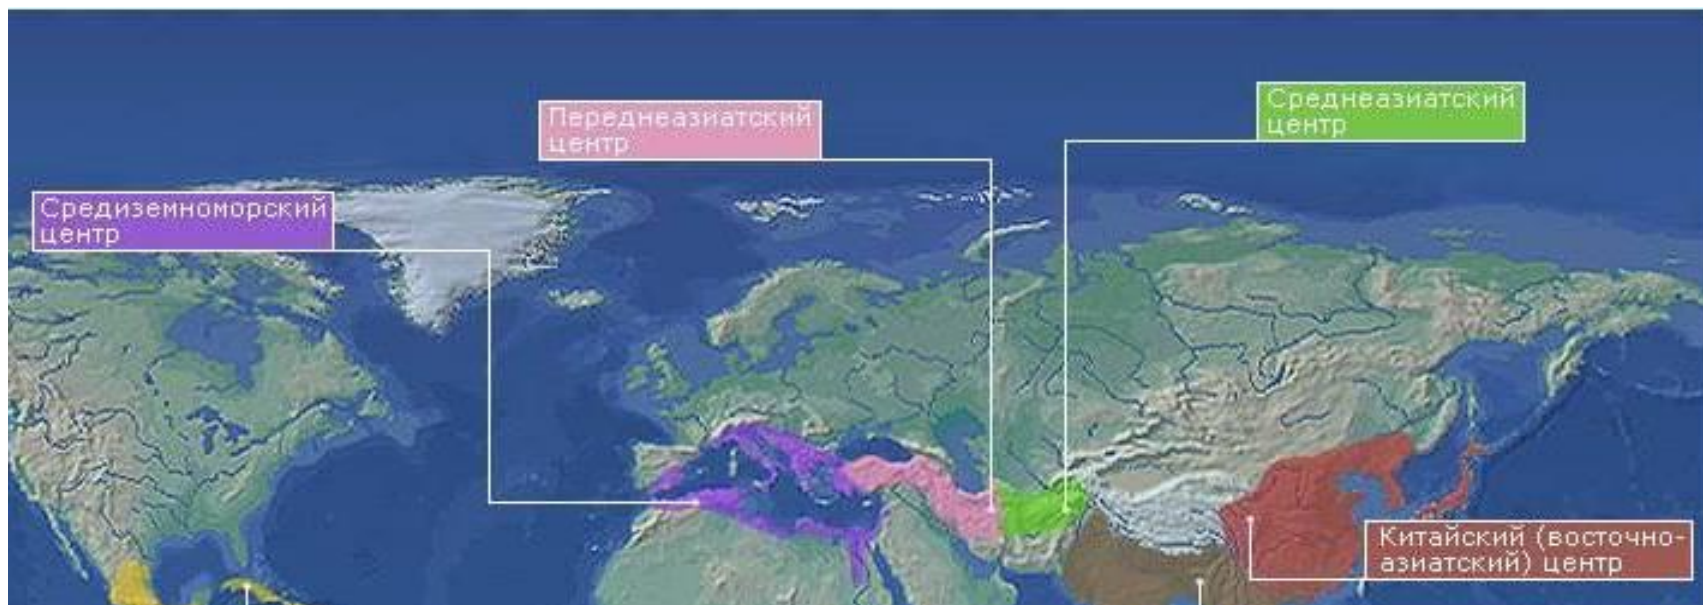 Переднеазиатский
центр
Среднеазиатский
центр
Средиземноморский
центр
Китайский (восточно-
азиатский) центр